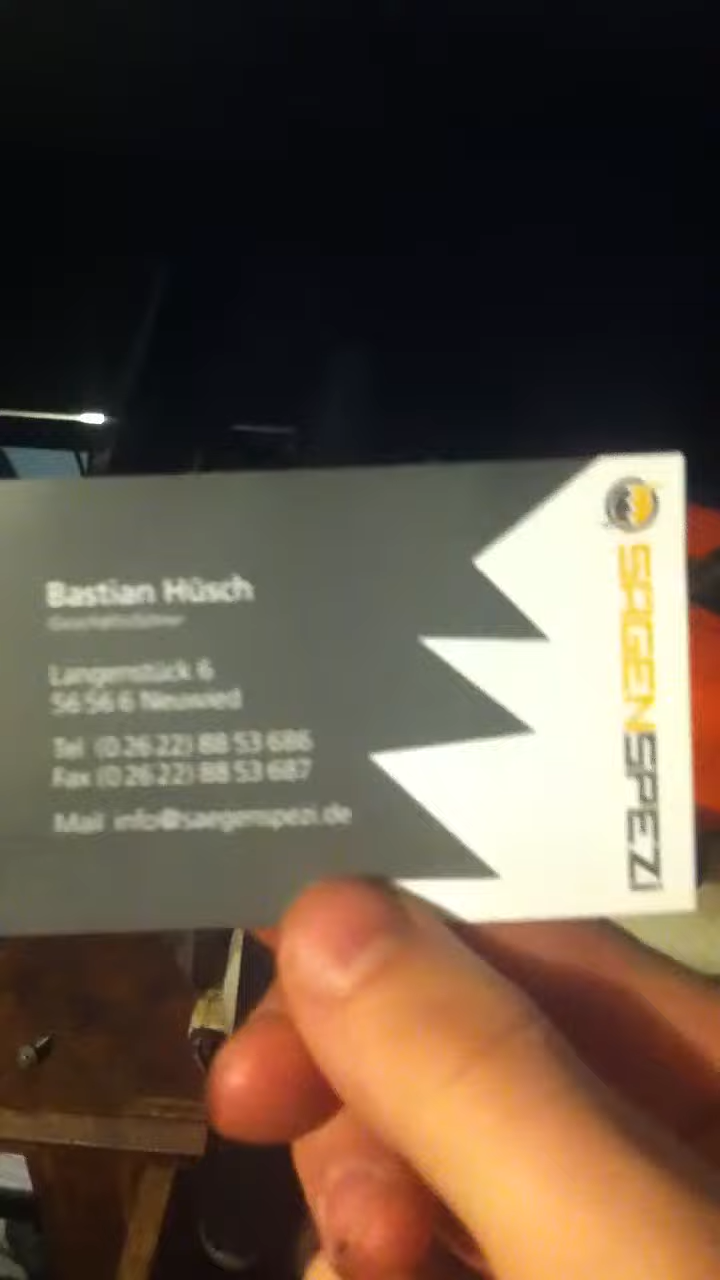 Bastian Hüsch
Geschäftsführer
Langenstück 6
56566 Neuwied
Tel (0 26 22) 88 53 686
Fax (0 26 22) 88 53 687
Mail info@saegenspezi.de
SÄGENSPEZI